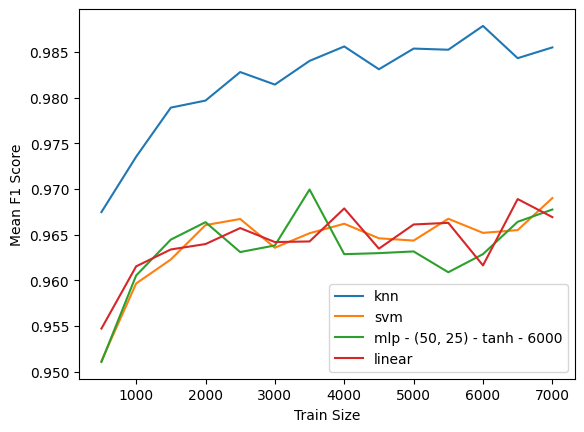 0.985
0.980
0.975
0.970
0.965
0.960
0.955
0.950
Mean F1 Score
knn
svm
mlp - (50, 25) - tanh - 6000
linear
1000 2000 3000 4000 5000 6000 7000
Train Size